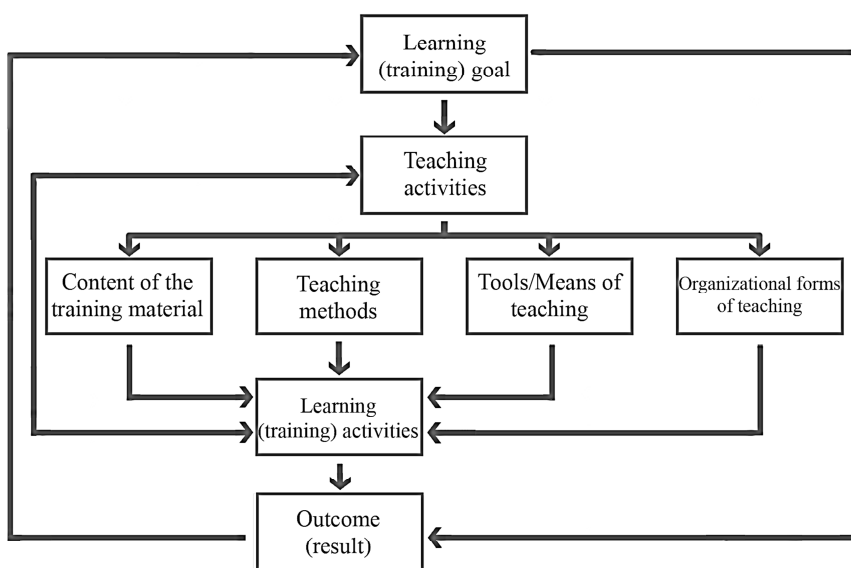 Learning
(training) goal
Teaching
activities
Content of the
training material
Teaching
methods
Tools/Means of
teaching
Organizational forms
of teaching
Learning
(training) activities
Outcome
(result)